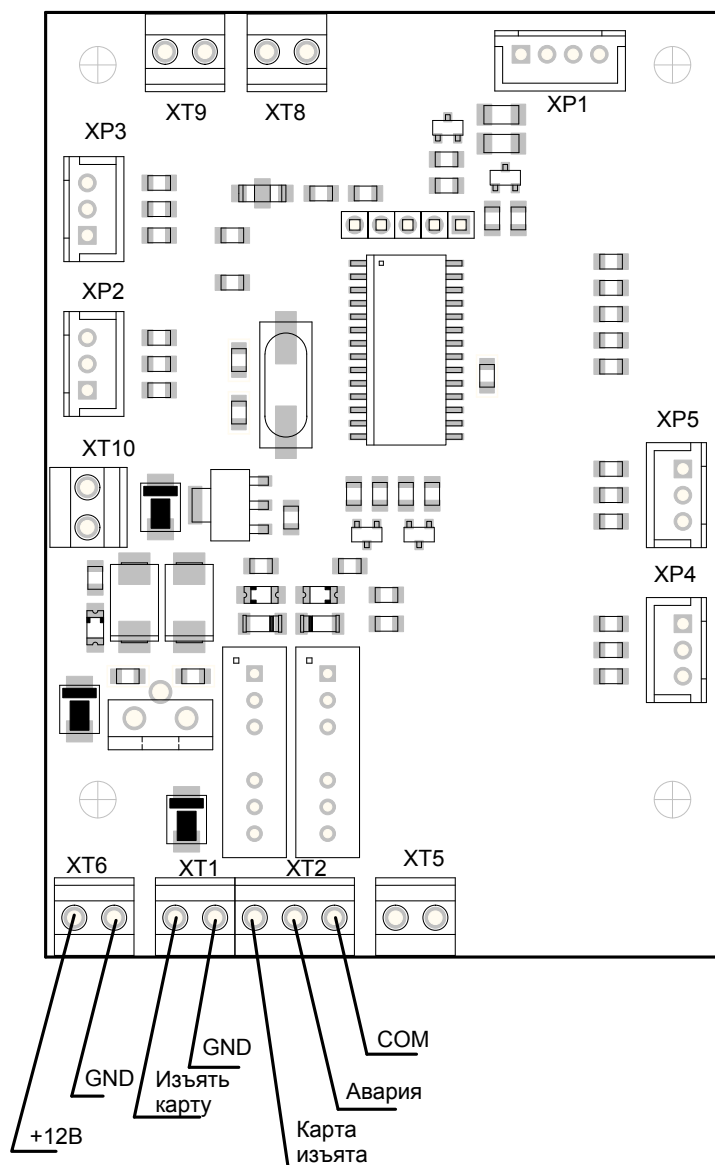 XT9
XT8
XP1
XP3
XP2
XT10
XP5
XP4
XT6
XT1
XT2
XT5
COM
GND
GND
Изъять
карту
Авария
+12В
Карта
изъята